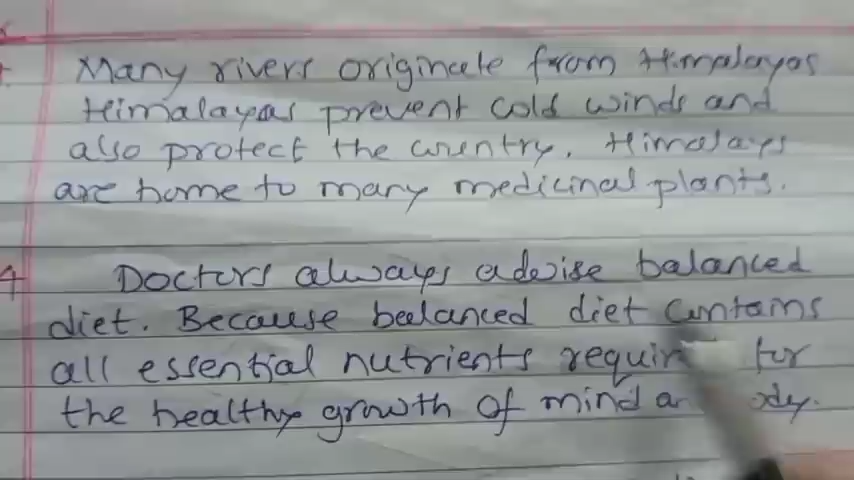 Many rivers originate from Himalayas
Himalayas prevent cold winds and
also protect the country. Himalays
are home to many medicinal plants.
4 Doctors always adwise balanced
diet. Because balanced diet contains
all essential nutrients for
the healthy growth of mind